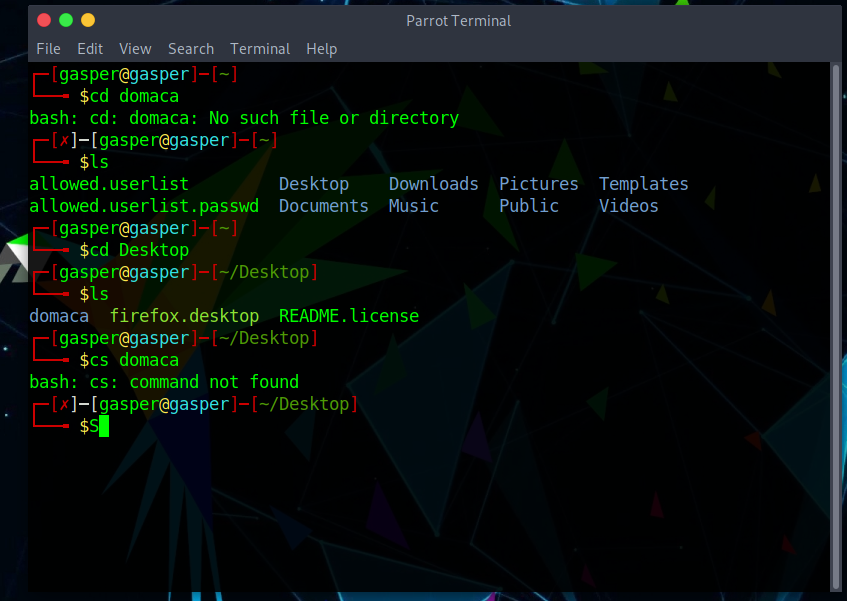 Parrot Terminal
File Edit View Search Terminal Help
┌─[gasper@gasper]─[~]
└──╼ $cd domaca
bash: cd: domaca: No such file or directory
┌─[✗]─[gasper@gasper]─[~]
└──╼ $ls
allowed.userlist         Desktop    Downloads  Pictures  Templates
allowed.userlist.passwd  Documents  Music      Public    Videos
┌─[gasper@gasper]─[~]
└──╼ $cd Desktop
┌─[gasper@gasper]─[~/Desktop]
└──╼ $ls
domaca  firefox.desktop  README.license
┌─[gasper@gasper]─[~/Desktop]
└──╼ $cs domaca
bash: cs: command not found
┌─[✗]─[gasper@gasper]─[~/Desktop]
└──╼ $S